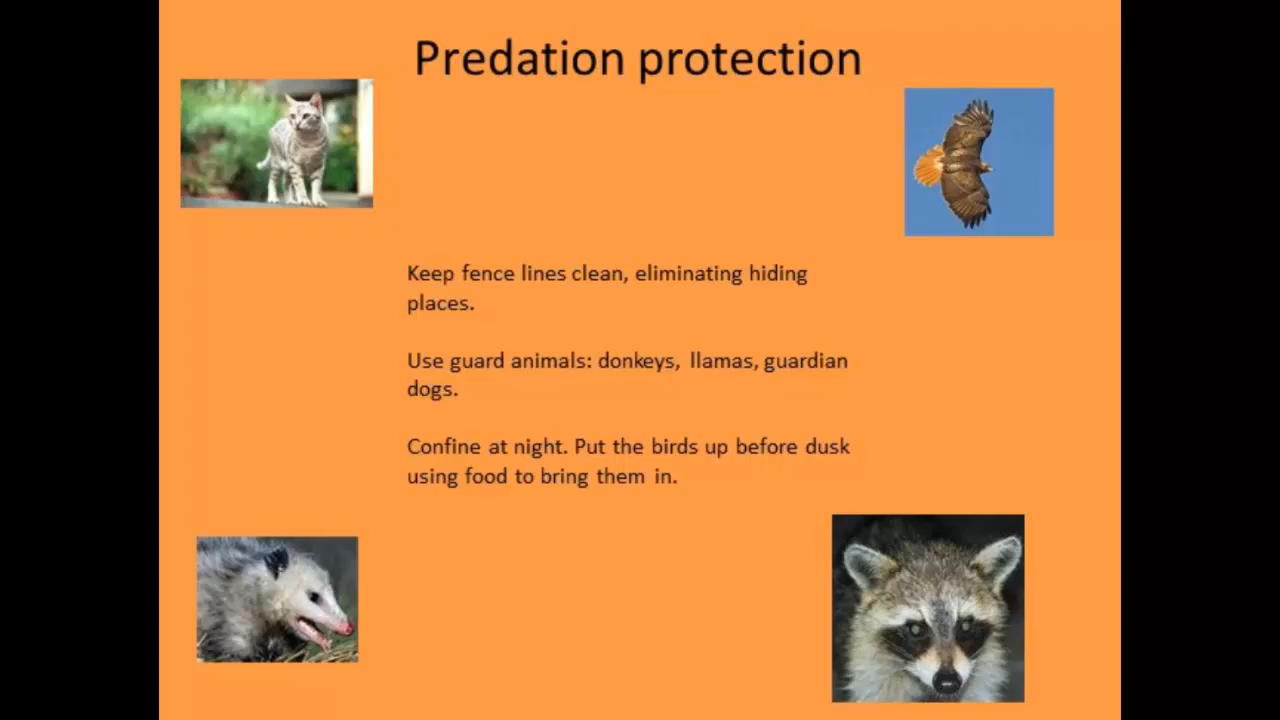 Predation protection
Keep fence lines clean, eliminating hiding
places.
Use guard animals: donkeys, llamas, guardian
dogs.
Confine at night. Put the birds up before dusk
using food to bring them in.